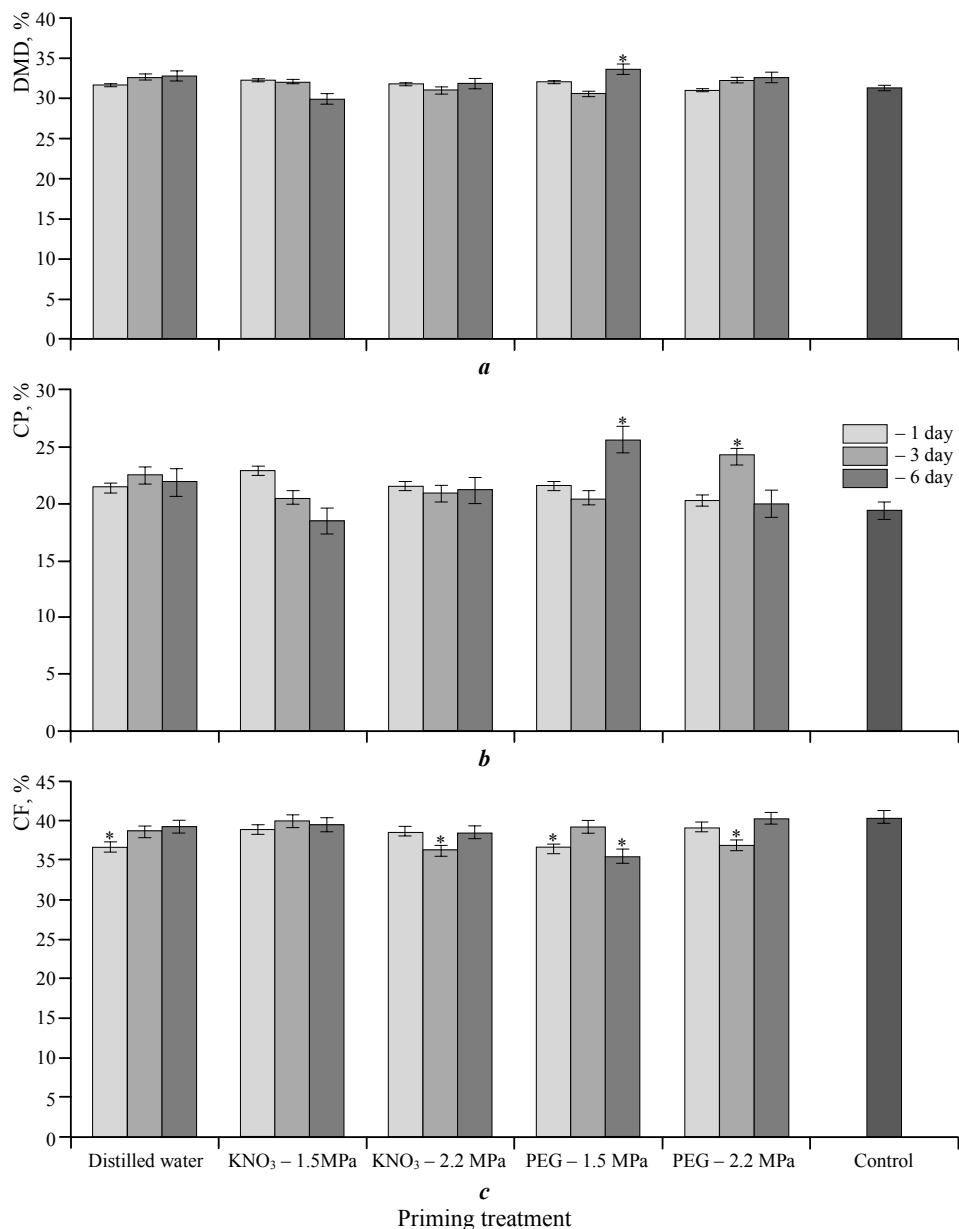 DMD, %
40
35
30
25
20
15
10
5
0
*
a
CP, %
30
25
20
15
10
5
0
*
*
– 1 day
– 3 day
– 6 day
b
CF, %
45
40
35
30
25
20
15
10
5
0
*
*
*
*
*
Distilled water
KNO₃ – 1.5MPa
KNO₃ – 2.2 MPa
PEG – 1.5 MPa
PEG – 2.2 MPa
Control
c
Priming treatment